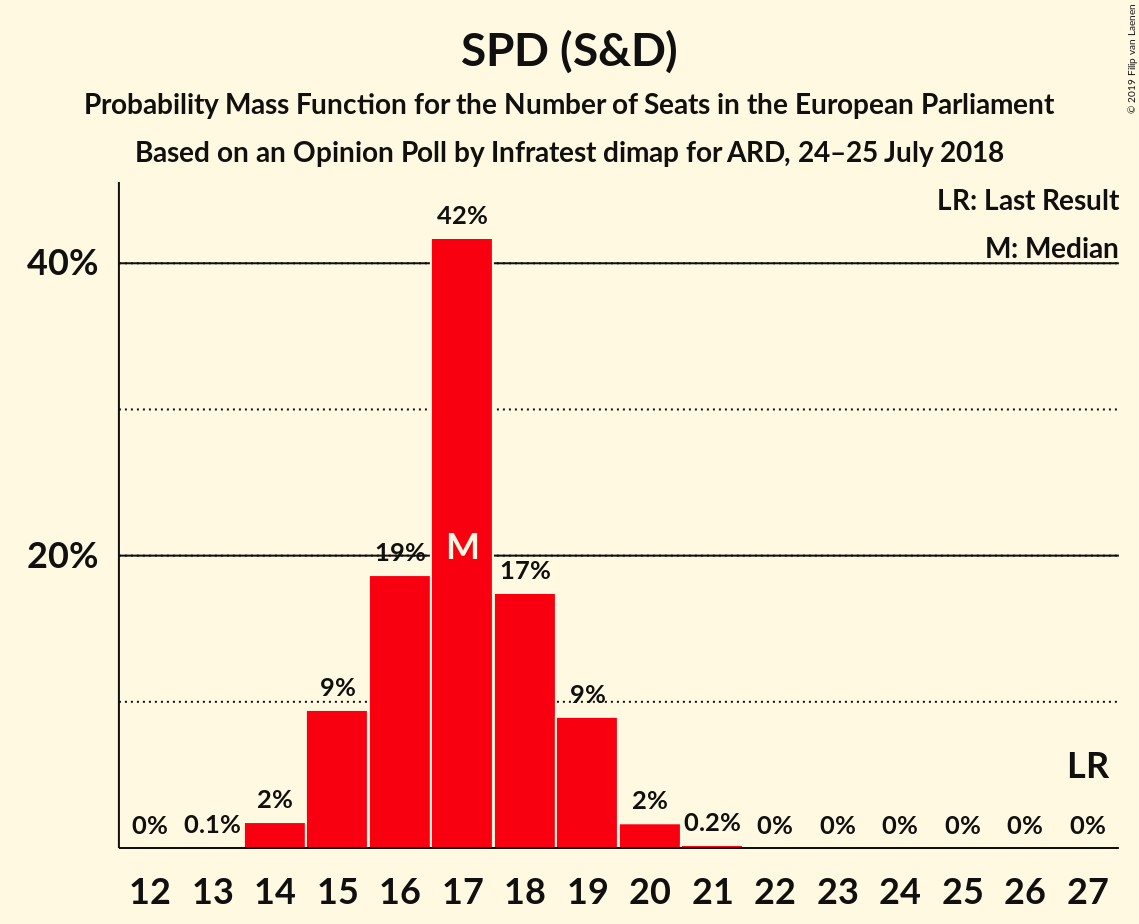 SPD (S&D)
Probability Mass Function for the Number of Seats in the European Parliament
Based on an Opinion Poll by Infratest dimap for ARD, 24–25 July 2018
© 2019 Filip van Laenen
LR: Last Result
M: Median
40%
20%
0%
0.1%
2%
9%
19%
42%
M
17%
9%
2%
0.2%
0%
0%
0%
0%
0%
0%
LR
12 13 14 15 16 17 18 19 20 21 22 23 24 25 26 27